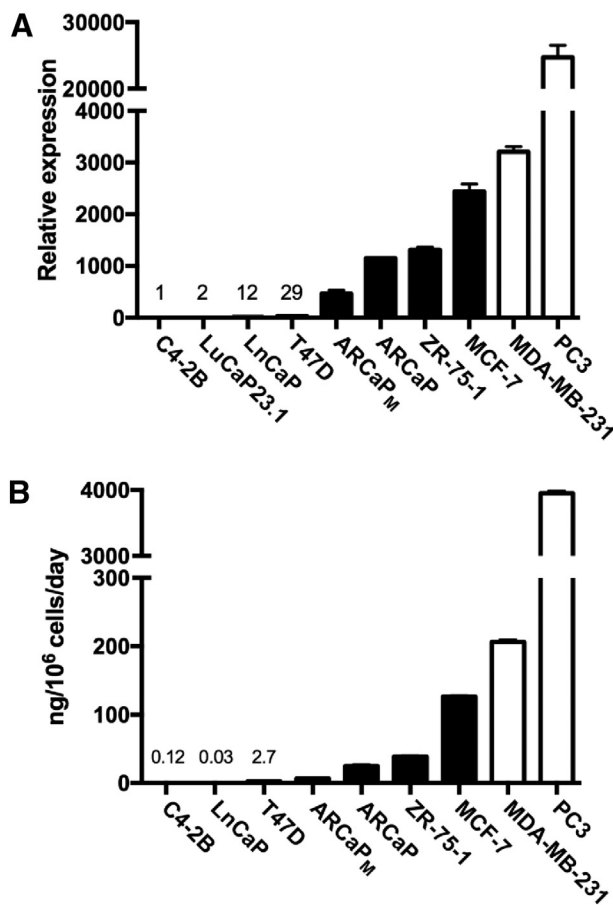 A
Relative expression
30000
20000
4000
3000
2000
1000
0
1 2 12 29
C4-2B LuCaP23.1 LnCaP T47D ARCaPM ARCaP ZR-75-1 MCF-7 MDA-MB-231 PC3
B
ng/10⁶ cells/day
4000
3000
300
200
100
0
0.12 0.03 2.7
C4-2B LnCaP T47D ARCaPM ARCaP ZR-75-1 MCF-7 MDA-MB-231 PC3